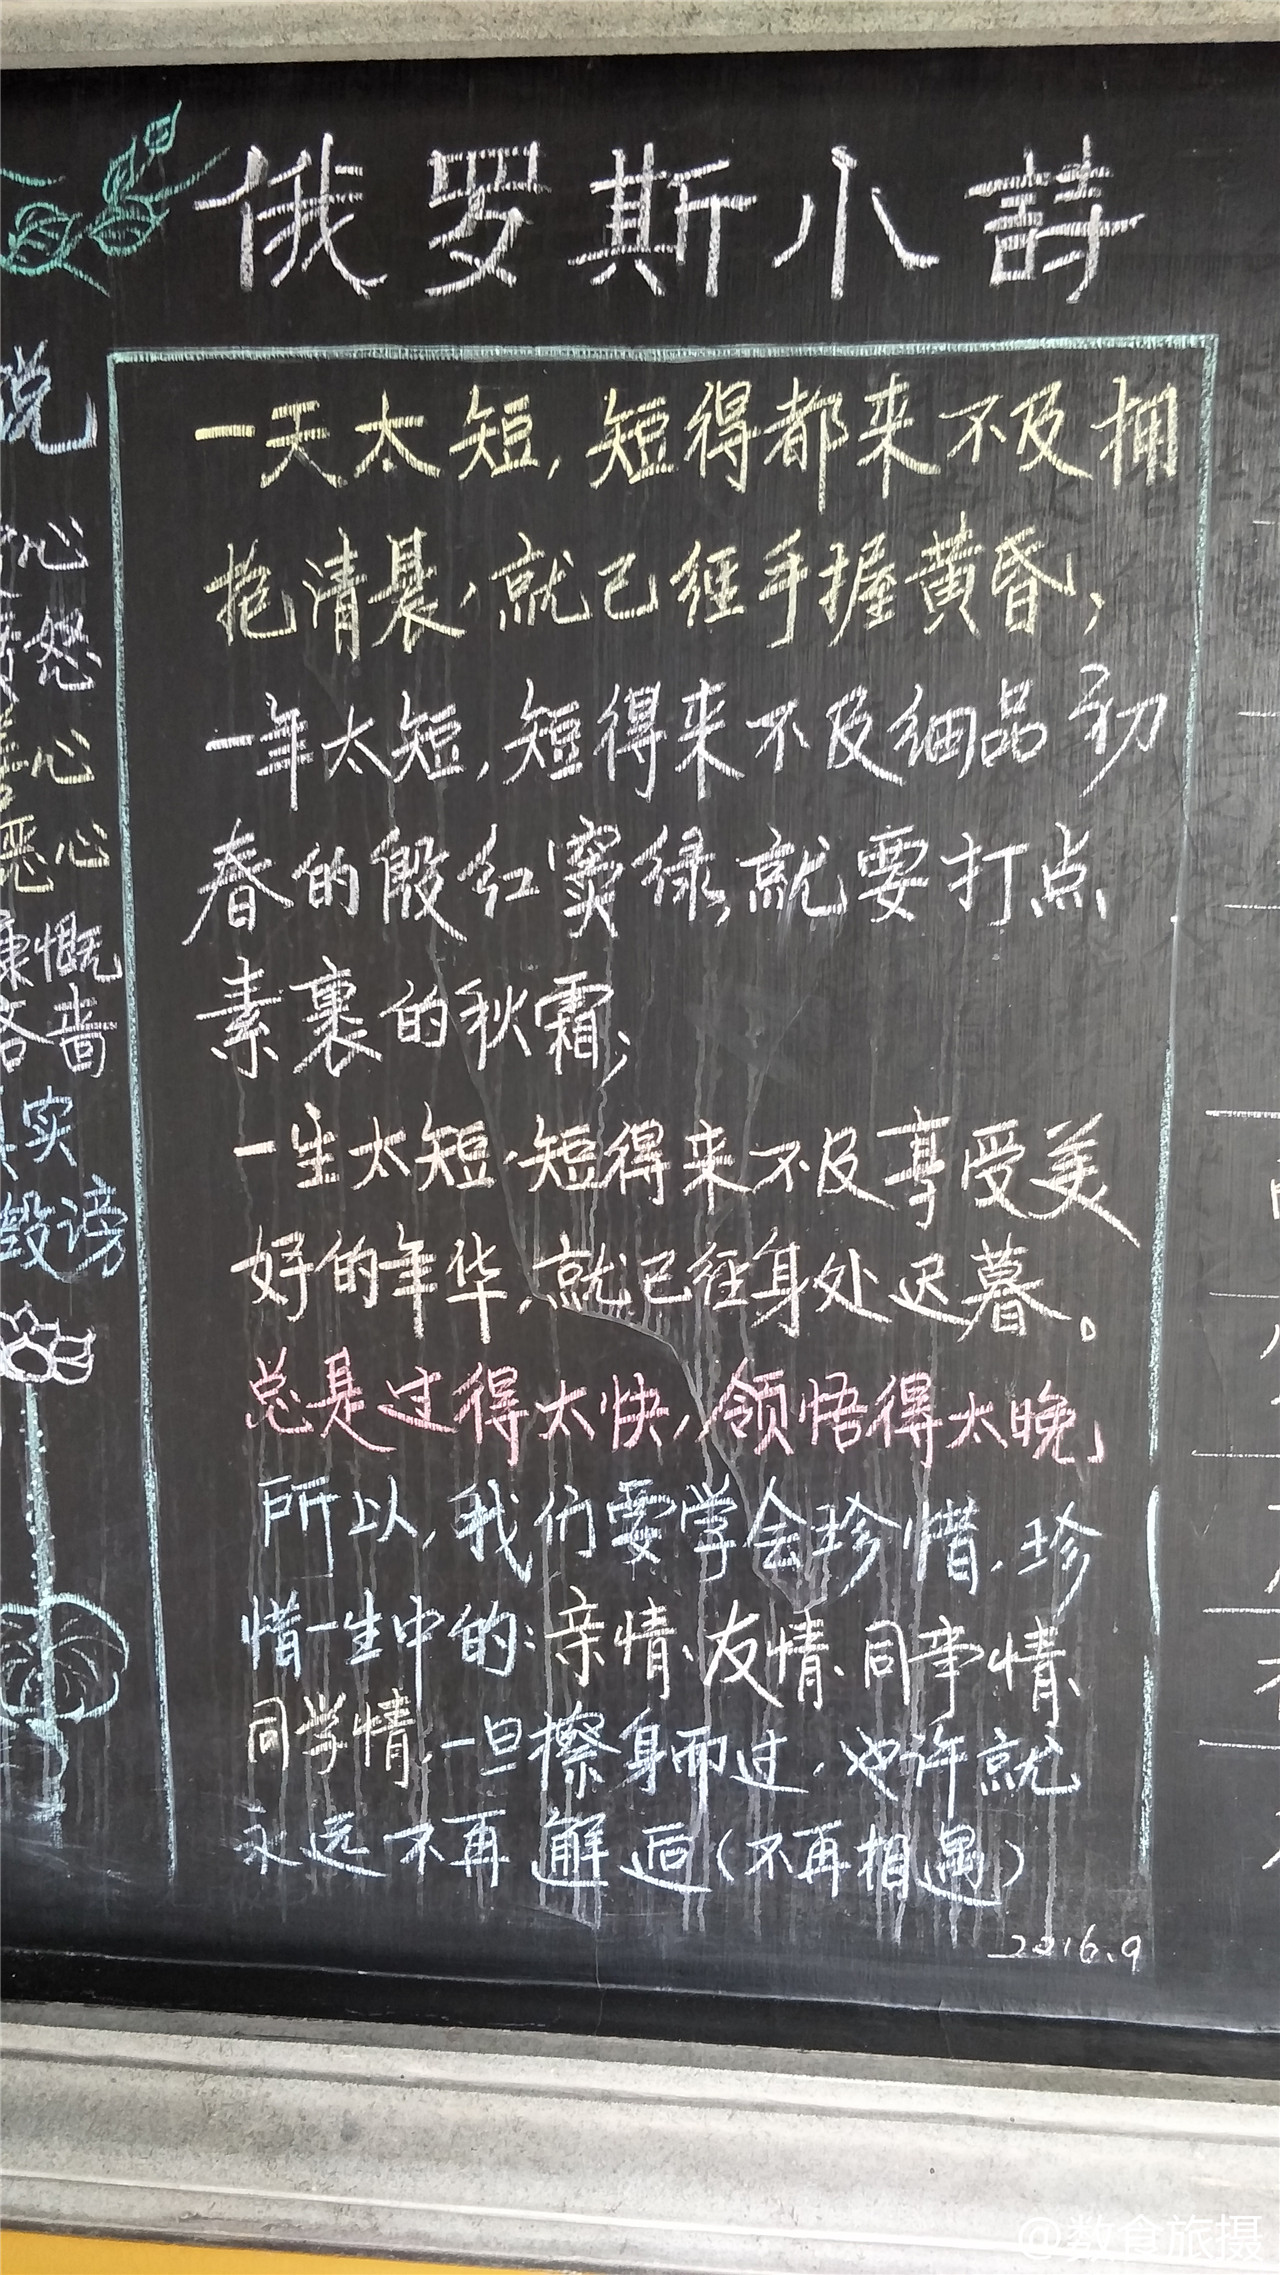 俄罗斯小詩
一天太短,短得都来不及拥
抱清晨,就已经手握黄昏,
一年太短,短得来不及细品初
春的殷红窦绿,就要打点
素裹的秋霜;
一生太短,短得来不及享受美
好的年华,就已经身处迟暮。
总是过得太快,领悟得太晚,
所以,我们要学会珍惜,珍
惜一生中的:亲情、友情、同事情、
同学情,一旦擦身而过,也许就
永远不再邂逅(不再相遇)
2016.9
说
心
怒
心
恶心
慷慨
吝啬
实
毁谤
@数食旅摄